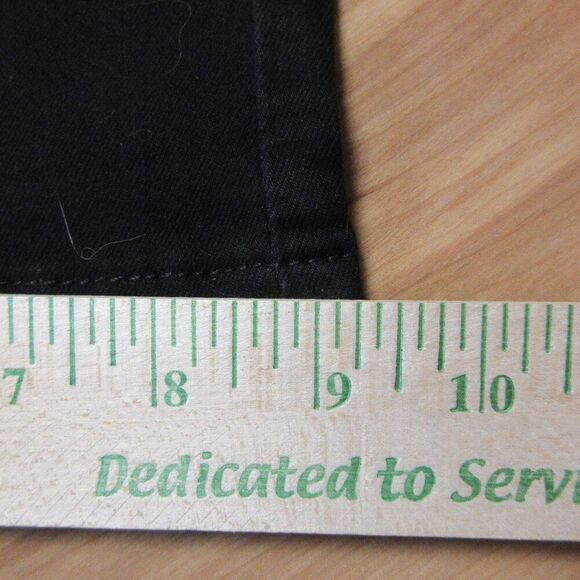 7 8 9 10
Dedicated to Servi